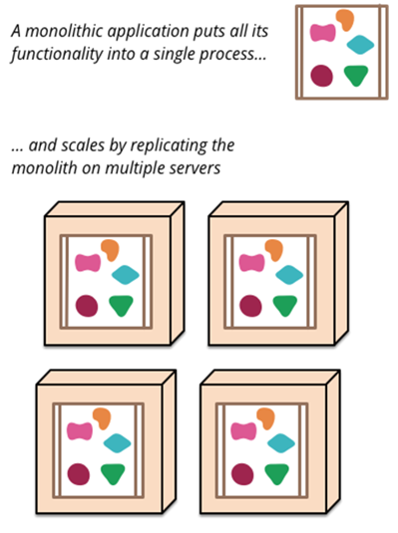 A monolithic application puts all its
functionality into a single process...
... and scales by replicating the
monolith on multiple servers